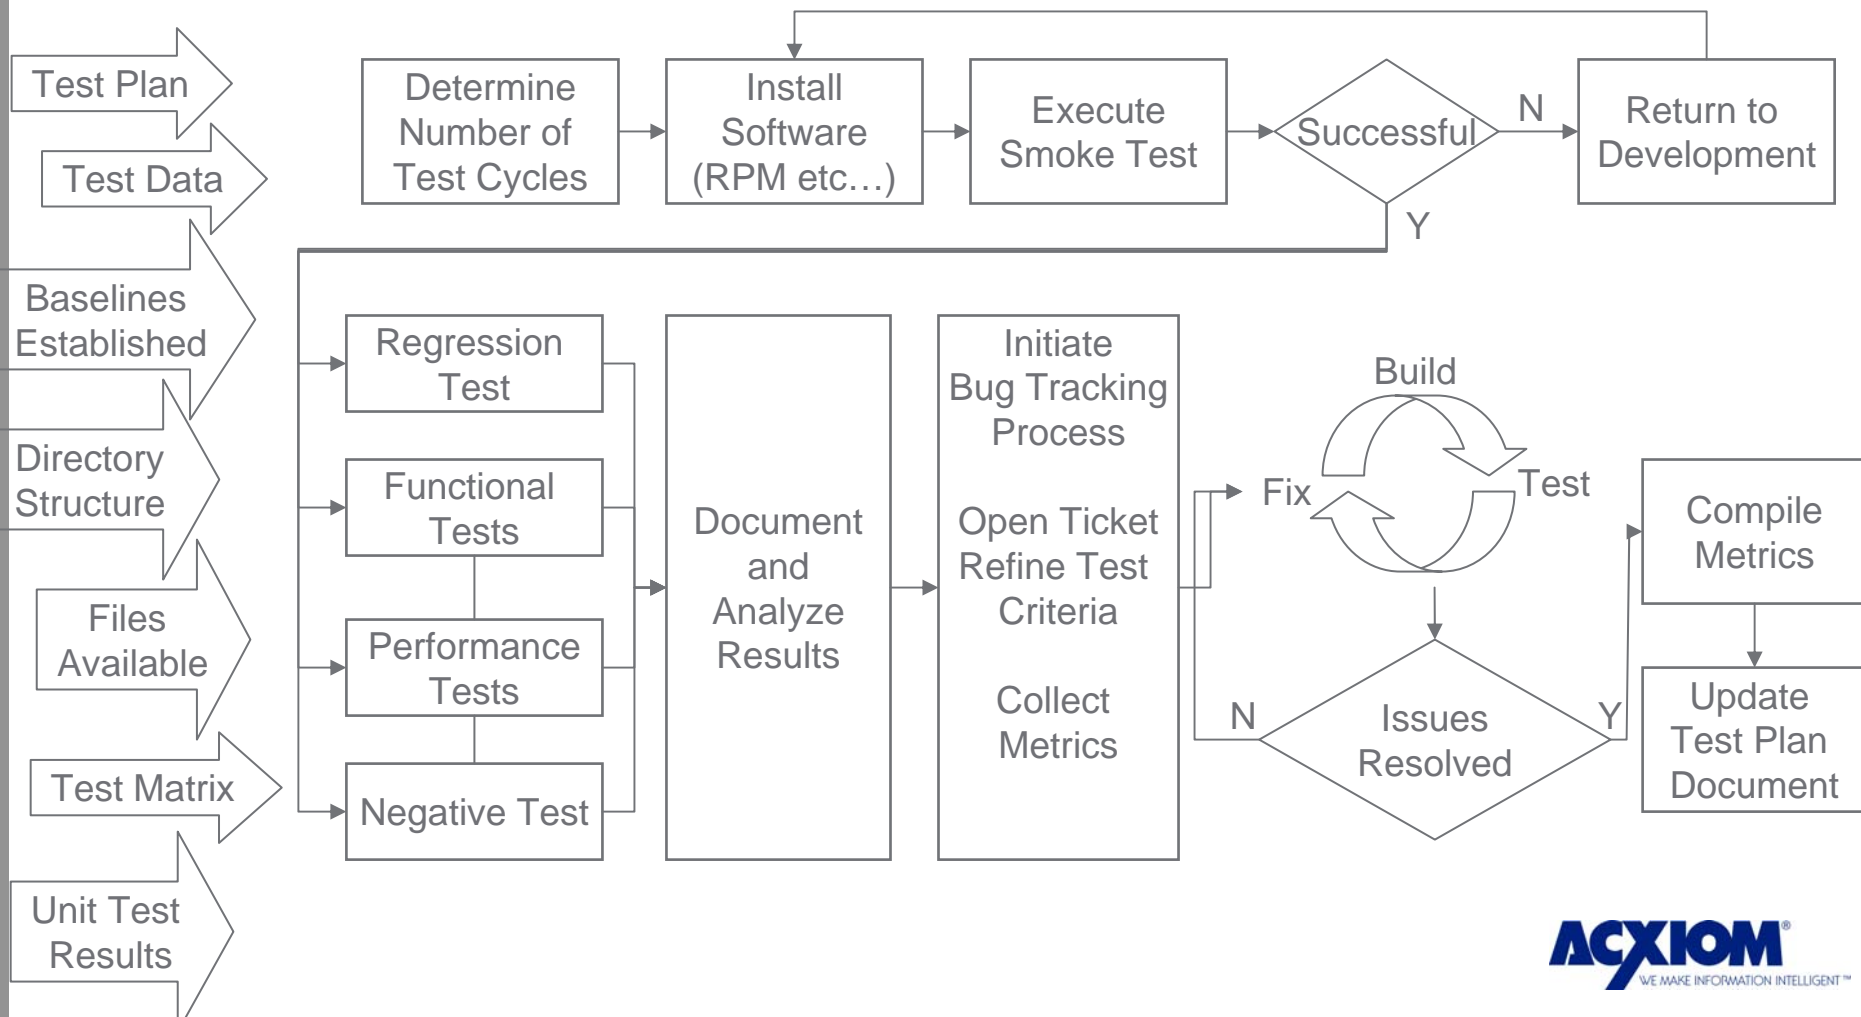 Test Plan
Test Data
Baselines
Established
Directory
Structure
Files
Available
Test Matrix
Unit Test
Results
Determine
Number of
Test Cycles
Install
Software
(RPM etc…)
Execute
Smoke Test
Successful
N
Y
Return to
Development
Regression
Test
Functional
Tests
Performance
Tests
Negative Test
Document
and
Analyze
Results
Initiate
Bug Tracking
Process
Open Ticket
Refine Test
Criteria
Collect
Metrics
Build
Fix
Test
N
Issues
Resolved
Y
Compile
Metrics
Update
Test Plan
Document
ACXIOM®
WE MAKE INFORMATION INTELLIGENT™